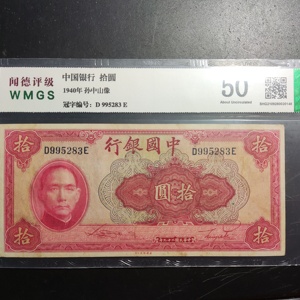 闻德评级
WMGS
中国银行 拾圆
1940年 孙中山像
冠字编号: D 995283 E
50
About Uncirculated
中國銀行
拾
拾
D995283E
D995283E
拾圓
拾
拾